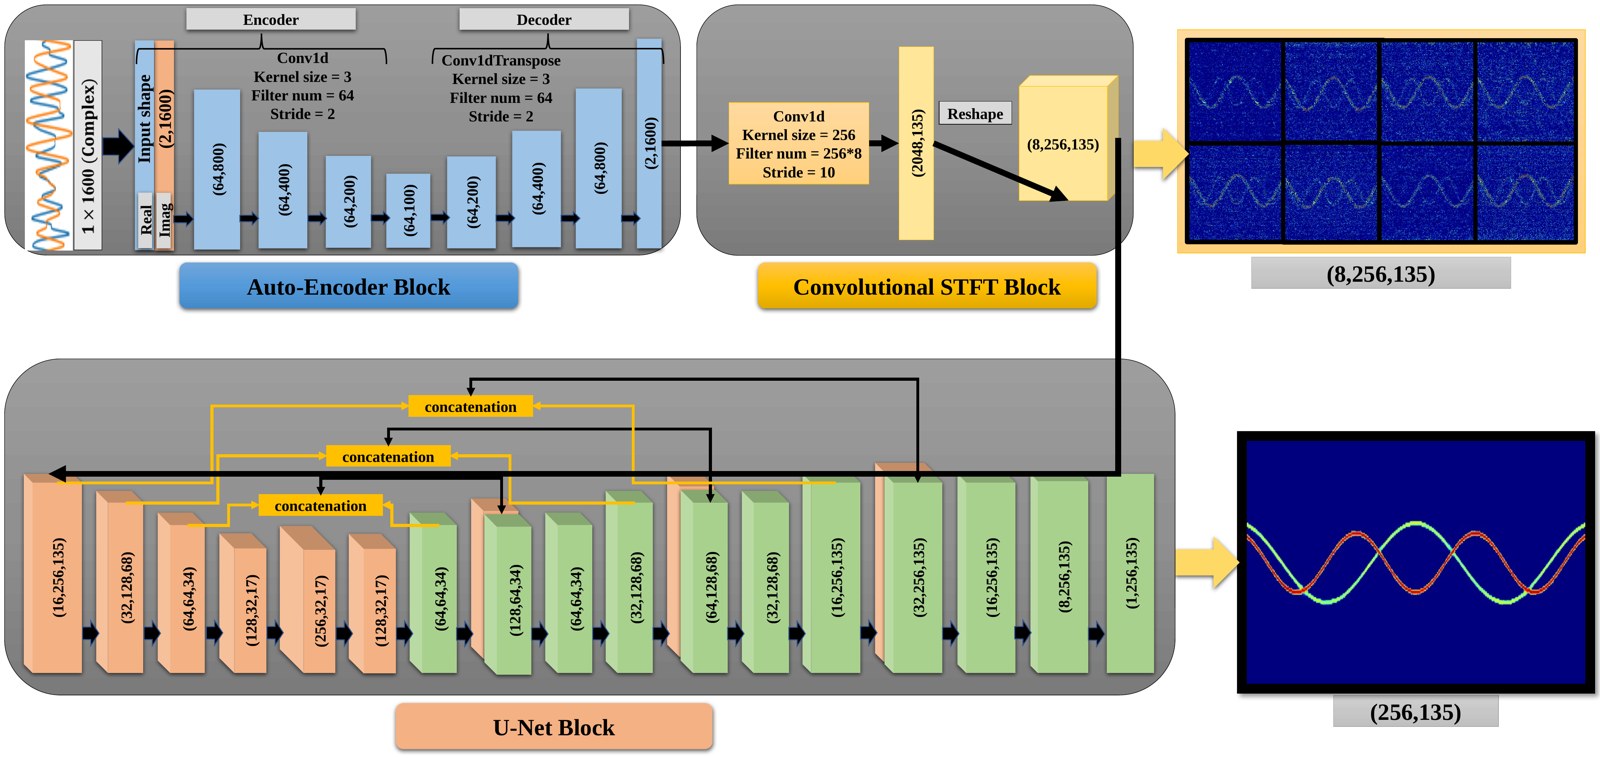 Encoder
Decoder
Conv1d
Kernel size = 3
Filter num = 64
Stride = 2
Conv1dTranspose
Kernel size = 3
Filter num = 64
Stride = 2
1 × 1600 (Complex)
Input shape
(2,1600)
Real
Imag
(64,800)
(64,400)
(64,200)
(64,100)
(64,200)
(64,400)
(64,800)
(2,1600)
Auto-Encoder Block
Conv1d
Kernel size = 256
Filter num = 256*8
Stride = 10
(2048,135)
Reshape
(8,256,135)
Convolutional STFT Block
(8,256,135)
concatenation
concatenation
concatenation
(16,256,135)
(32,128,68)
(64,64,34)
(128,32,17)
(256,32,17)
(128,32,17)
(64,64,34)
(128,64,34)
(64,64,34)
(32,128,68)
(64,128,68)
(32,128,68)
(16,256,135)
(32,256,135)
(16,256,135)
(8,256,135)
(1,256,135)
U-Net Block
(256,135)